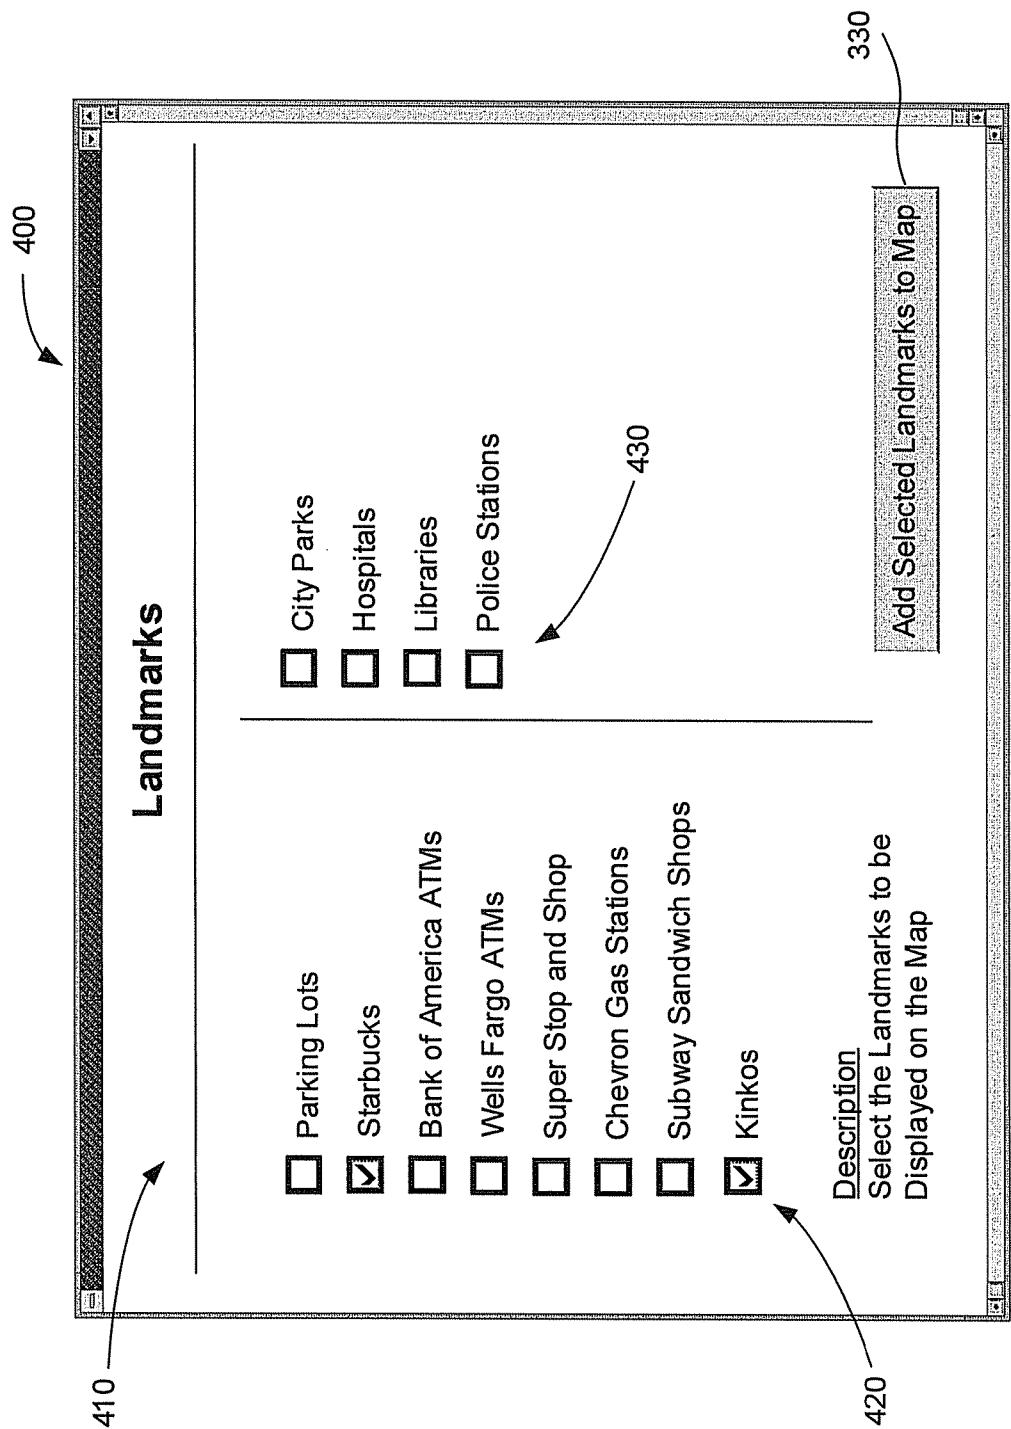 400
410
Landmarks
Parking Lots
Starbucks
Bank of America ATMs
Wells Fargo ATMs
Super Stop and Shop
Chevron Gas Stations
Subway Sandwich Shops
Kinkos
420
City Parks
Hospitals
Libraries
Police Stations
430
Description
Select the Landmarks to be
Displayed on the Map
Add Selected Landmarks to Map
330